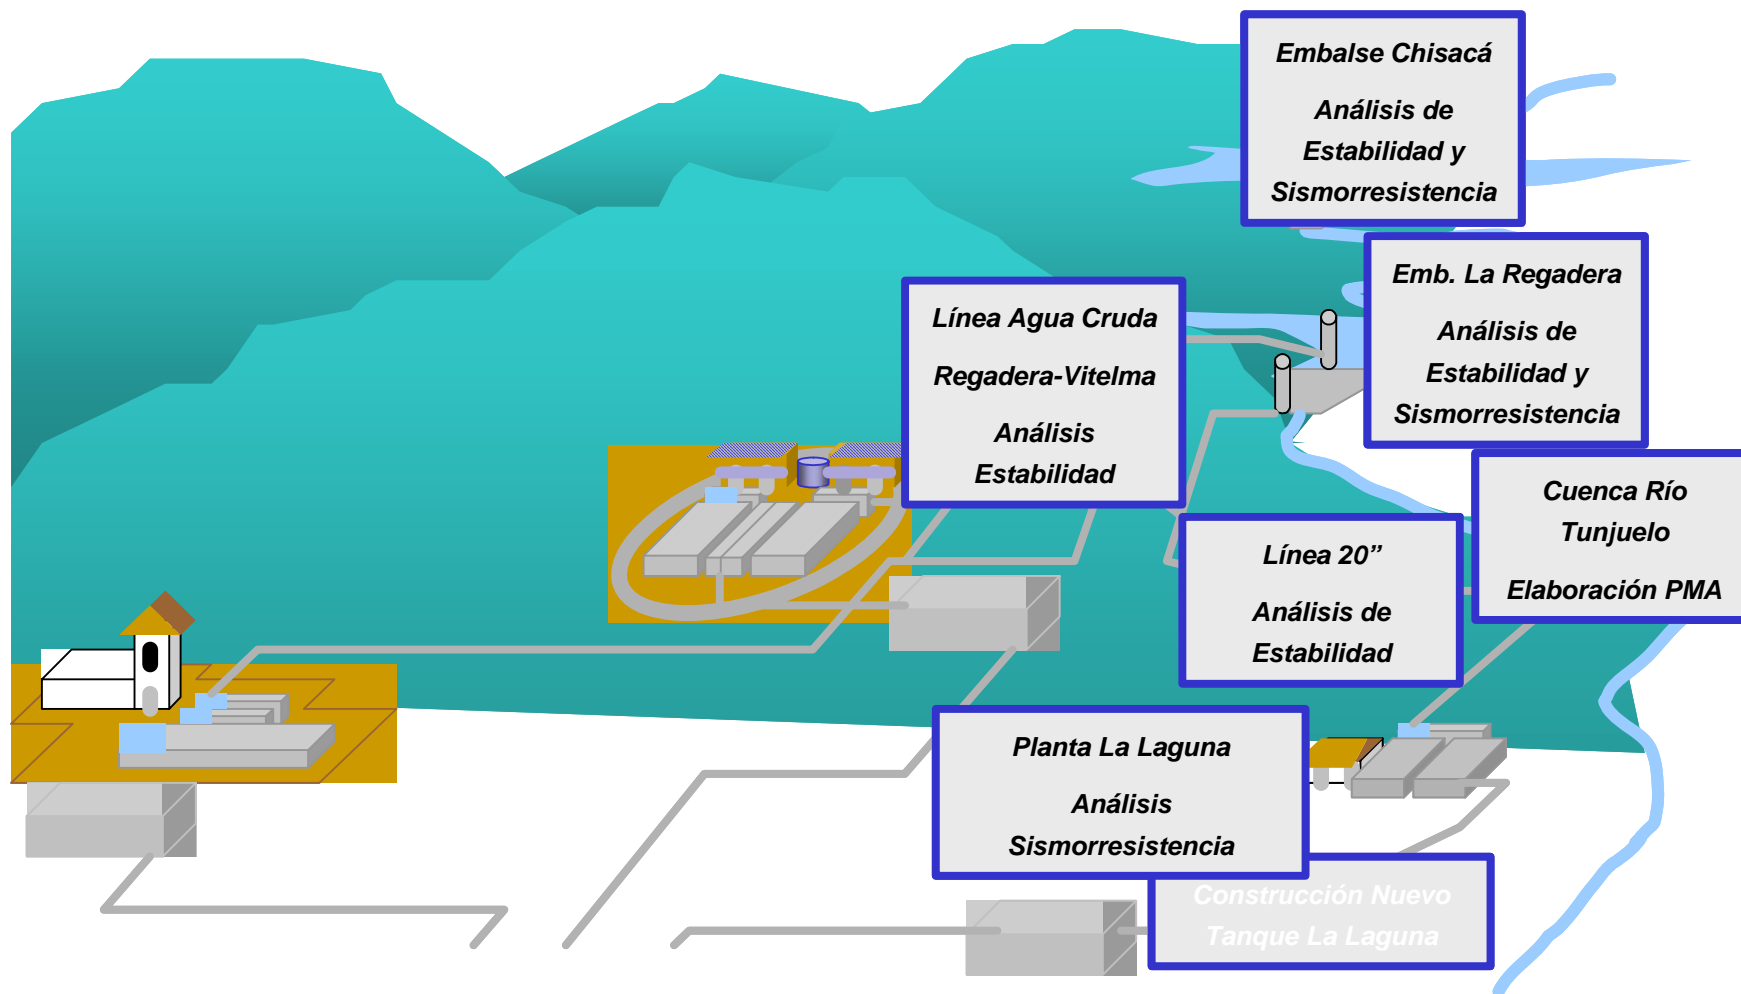 Embalse Chisacá
Análisis de
Estabilidad y
Sismorresistencia
Emb. La Regadera
Análisis de
Estabilidad y
Sismorresistencia
Línea Agua Cruda
Regadera-Vitelma
Análisis
Estabilidad
Cuenca Río
Tunjuelo
Elaboración PMA
Línea 20”
Análisis de
Estabilidad
Planta La Laguna
Análisis
Sismorresistencia
Construcción Nuevo
Tanque La Laguna